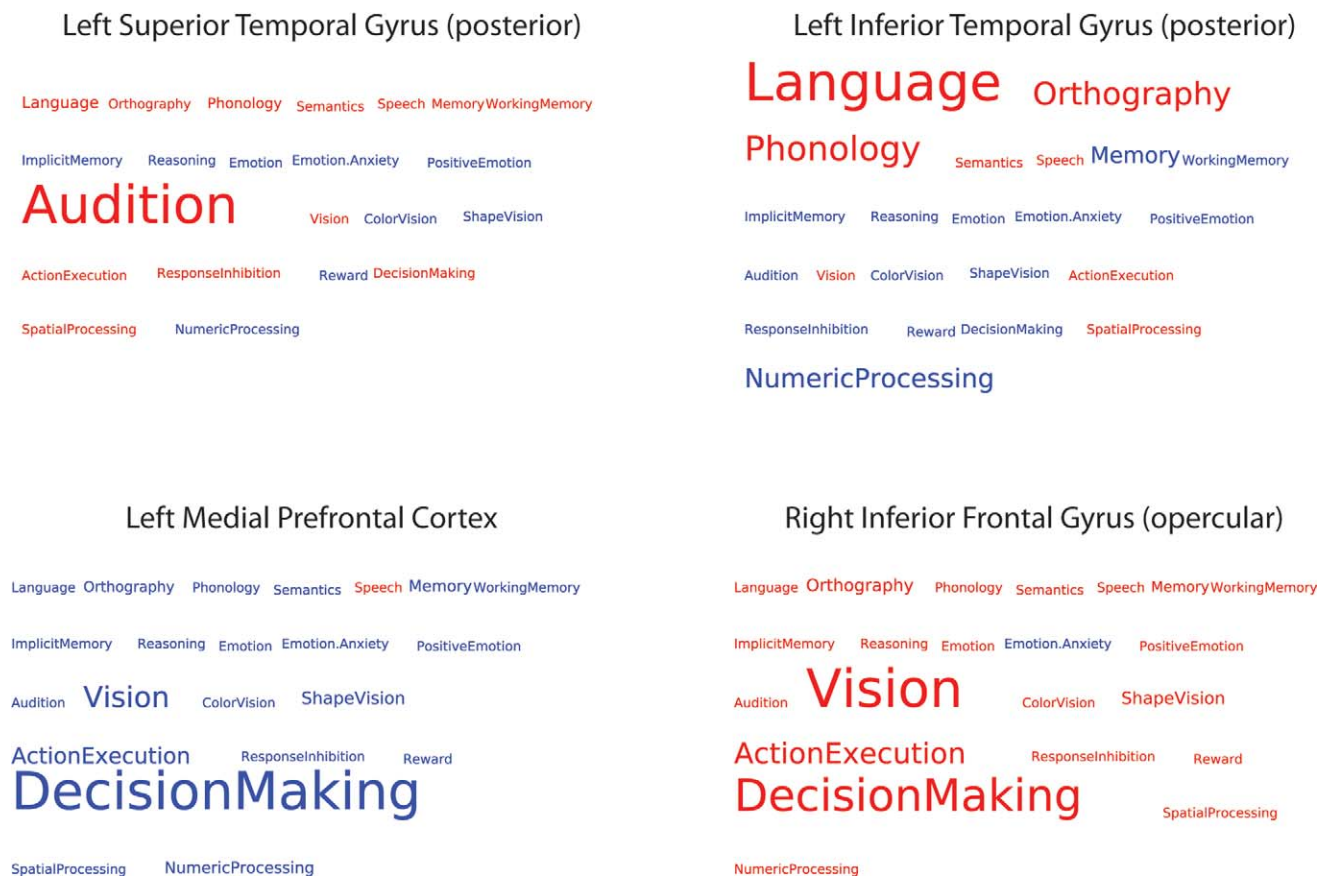 Left Superior Temporal Gyrus (posterior)
Language Orthography Phonology Semantics Speech Memory WorkingMemory
ImplicitMemory Reasoning Emotion Emotion.Anxiety PositiveEmotion
Audition Vision ColorVision ShapeVision
ActionExecution ResponseInhibition Reward DecisionMaking
SpatialProcessing NumericProcessing
Left Inferior Temporal Gyrus (posterior)
Language Orthography
Phonology Semantics Speech Memory WorkingMemory
ImplicitMemory Reasoning Emotion Emotion.Anxiety PositiveEmotion
Audition Vision ColorVision ShapeVision ActionExecution
ResponseInhibition Reward DecisionMaking SpatialProcessing
NumericProcessing
Left Medial Prefrontal Cortex
Language Orthography Phonology Semantics Speech Memory WorkingMemory
ImplicitMemory Reasoning Emotion Emotion.Anxiety PositiveEmotion
Audition Vision ColorVision ShapeVision
ActionExecution ResponseInhibition Reward
DecisionMaking
SpatialProcessing NumericProcessing
Right Inferior Frontal Gyrus (opercular)
Language Orthography Phonology Semantics Speech Memory WorkingMemory
ImplicitMemory Reasoning Emotion Emotion.Anxiety PositiveEmotion
Audition Vision ColorVision ShapeVision
ActionExecution ResponseInhibition Reward
DecisionMaking SpatialProcessing
NumericProcessing